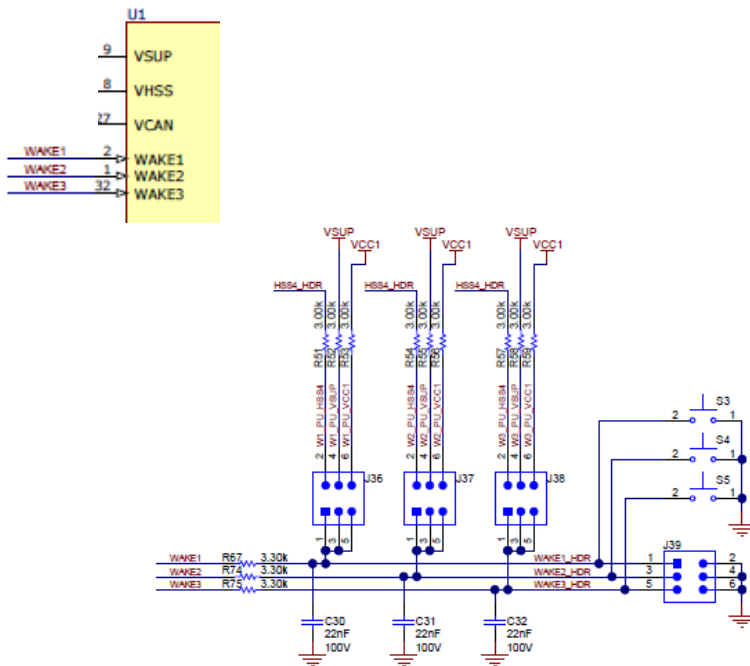 U1
9 VSUP
8 VHSS
27 VCAN
WAKE1 2 WAKE1
WAKE2 1 WAKE2
WAKE3 32 WAKE3
VSUP VSUP VSUP
VCC1 VCC1 VCC1
HSS4_HDR HSS4_HDR HSS4_HDR
3.00k 3.00k 3.00k 3.00k 3.00k 3.00k 3.00k 3.00k 3.00k
R51 R52 R53 R54 R55 R56 R57 R58 R59
W1_PU_HSS4 W1_PU_VSUP W1_PU_VCC1 W2_PU_HSS4 W2_PU_VSUP W2_PU_VCC1 W3_PU_HSS4 W3_PU_VSUP W3_PU_VCC1
S3
2 1
S4
2 1
S5
2 1
2 4 6 2 4 6 2 4 6
J36 J37 J38
1 3 5 1 3 5 1 3 5
J39
WAKE1 R67 3.30k WAKE1_HDR 1 2
WAKE2 R74 3.30k WAKE2_HDR 3 4
WAKE3 R75 3.30k WAKE3_HDR 5 6
C30 C31 C32
22nF 22nF 22nF
100V 100V 100V